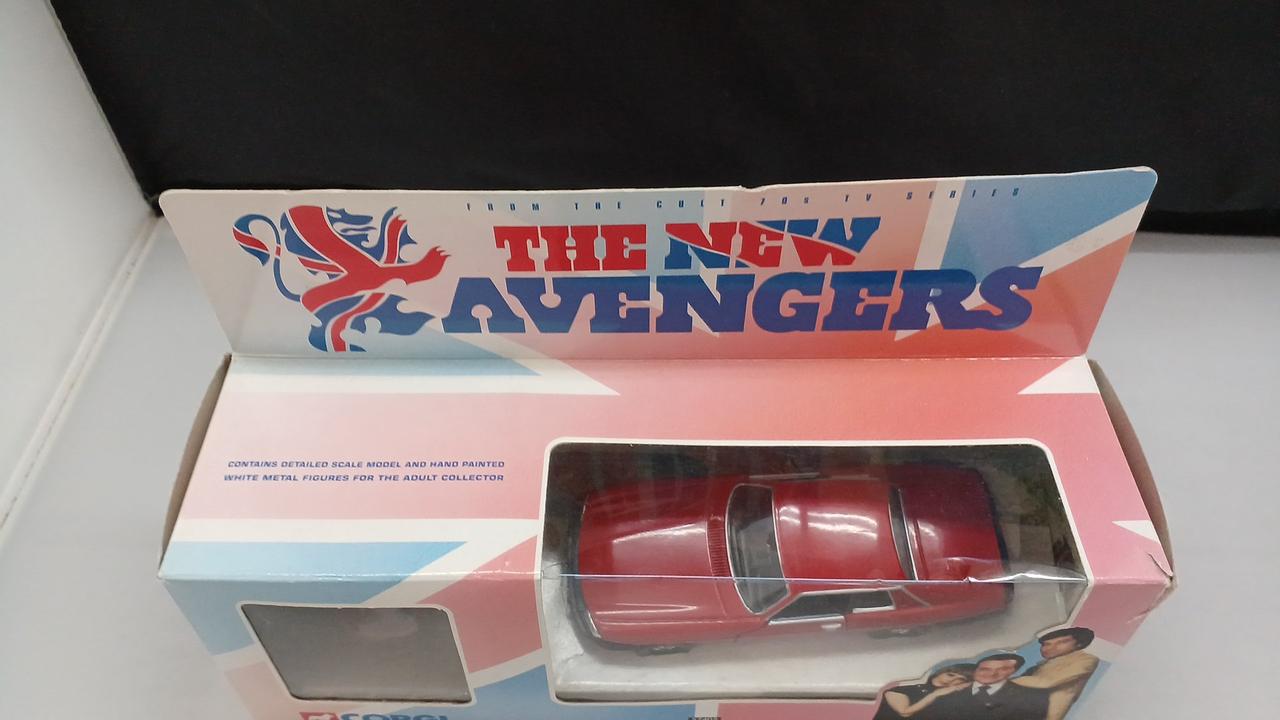 FROM THE CULT 70s TV SERIES
THE NEW
AVENGERS
CONTAINS DETAILED SCALE MODEL AND HAND PAINTED
WHITE METAL FIGURES FOR THE ADULT COLLECTOR
CORGI